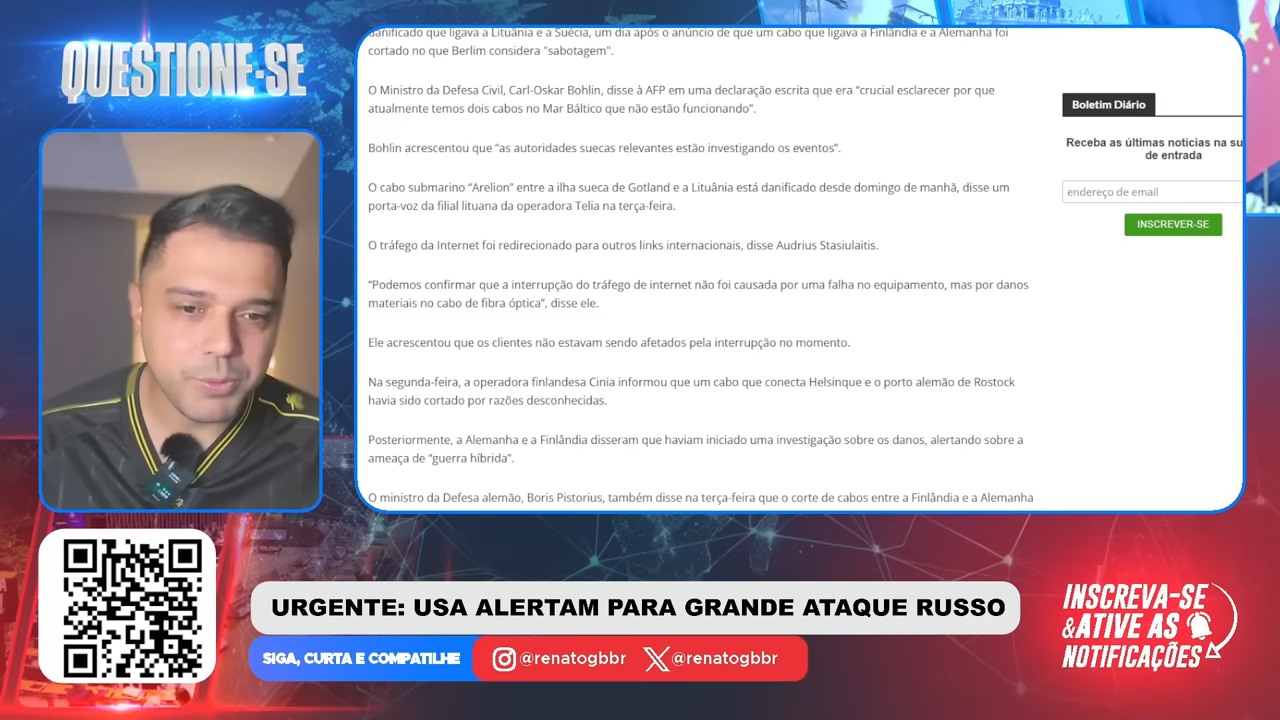 QUESTIONE-SE
danificado que ligava a Lituânia e a Suécia, um dia após o anúncio de que um cabo que ligava a Finlândia e a Alemanha foi
cortado no que Berlim considera "sabotagem".
O Ministro da Defesa Civil, Carl-Oskar Bohlin, disse à AFP em uma declaração escrita que era “crucial esclarecer por que
atualmente temos dois cabos no Mar Báltico que não estão funcionando”.
Bohlin acrescentou que “as autoridades suecas relevantes estão investigando os eventos”.
O cabo submarino “Arelion” entre a ilha sueca de Gotland e a Lituânia está danificado desde domingo de manhã, disse um
porta-voz da filial lituana da operadora Telia na terça-feira.
O tráfego da Internet foi redirecionado para outros links internacionais, disse Audrius Stasiulaitis.
“Podemos confirmar que a interrupção do tráfego de internet não foi causada por uma falha no equipamento, mas por danos
materiais no cabo de fibra óptica”, disse ele.
Ele acrescentou que os clientes não estavam sendo afetados pela interrupção no momento.
Na segunda-feira, a operadora finlandesa Cinia informou que um cabo que conecta Helsinque e o porto alemão de Rostock
havia sido cortado por razões desconhecidas.
Posteriormente, a Alemanha e a Finlândia disseram que haviam iniciado uma investigação sobre os danos, alertando sobre a
ameaça de “guerra híbrida”.
O ministro da Defesa alemão, Boris Pistorius, também disse na terça-feira que o corte de cabos entre a Finlândia e a Alemanha
Boletim Diário
Receba as últimas noticias na su
de entrada
endereço de email
INSCREVER-SE
URGENTE: USA ALERTAM PARA GRANDE ATAQUE RUSSO
SIGA, CURTA E COMPATILHE
@renatogbbr
@renatogbbr
INSCREVA-SE
&ATIVE AS
NOTIFICAÇÕES